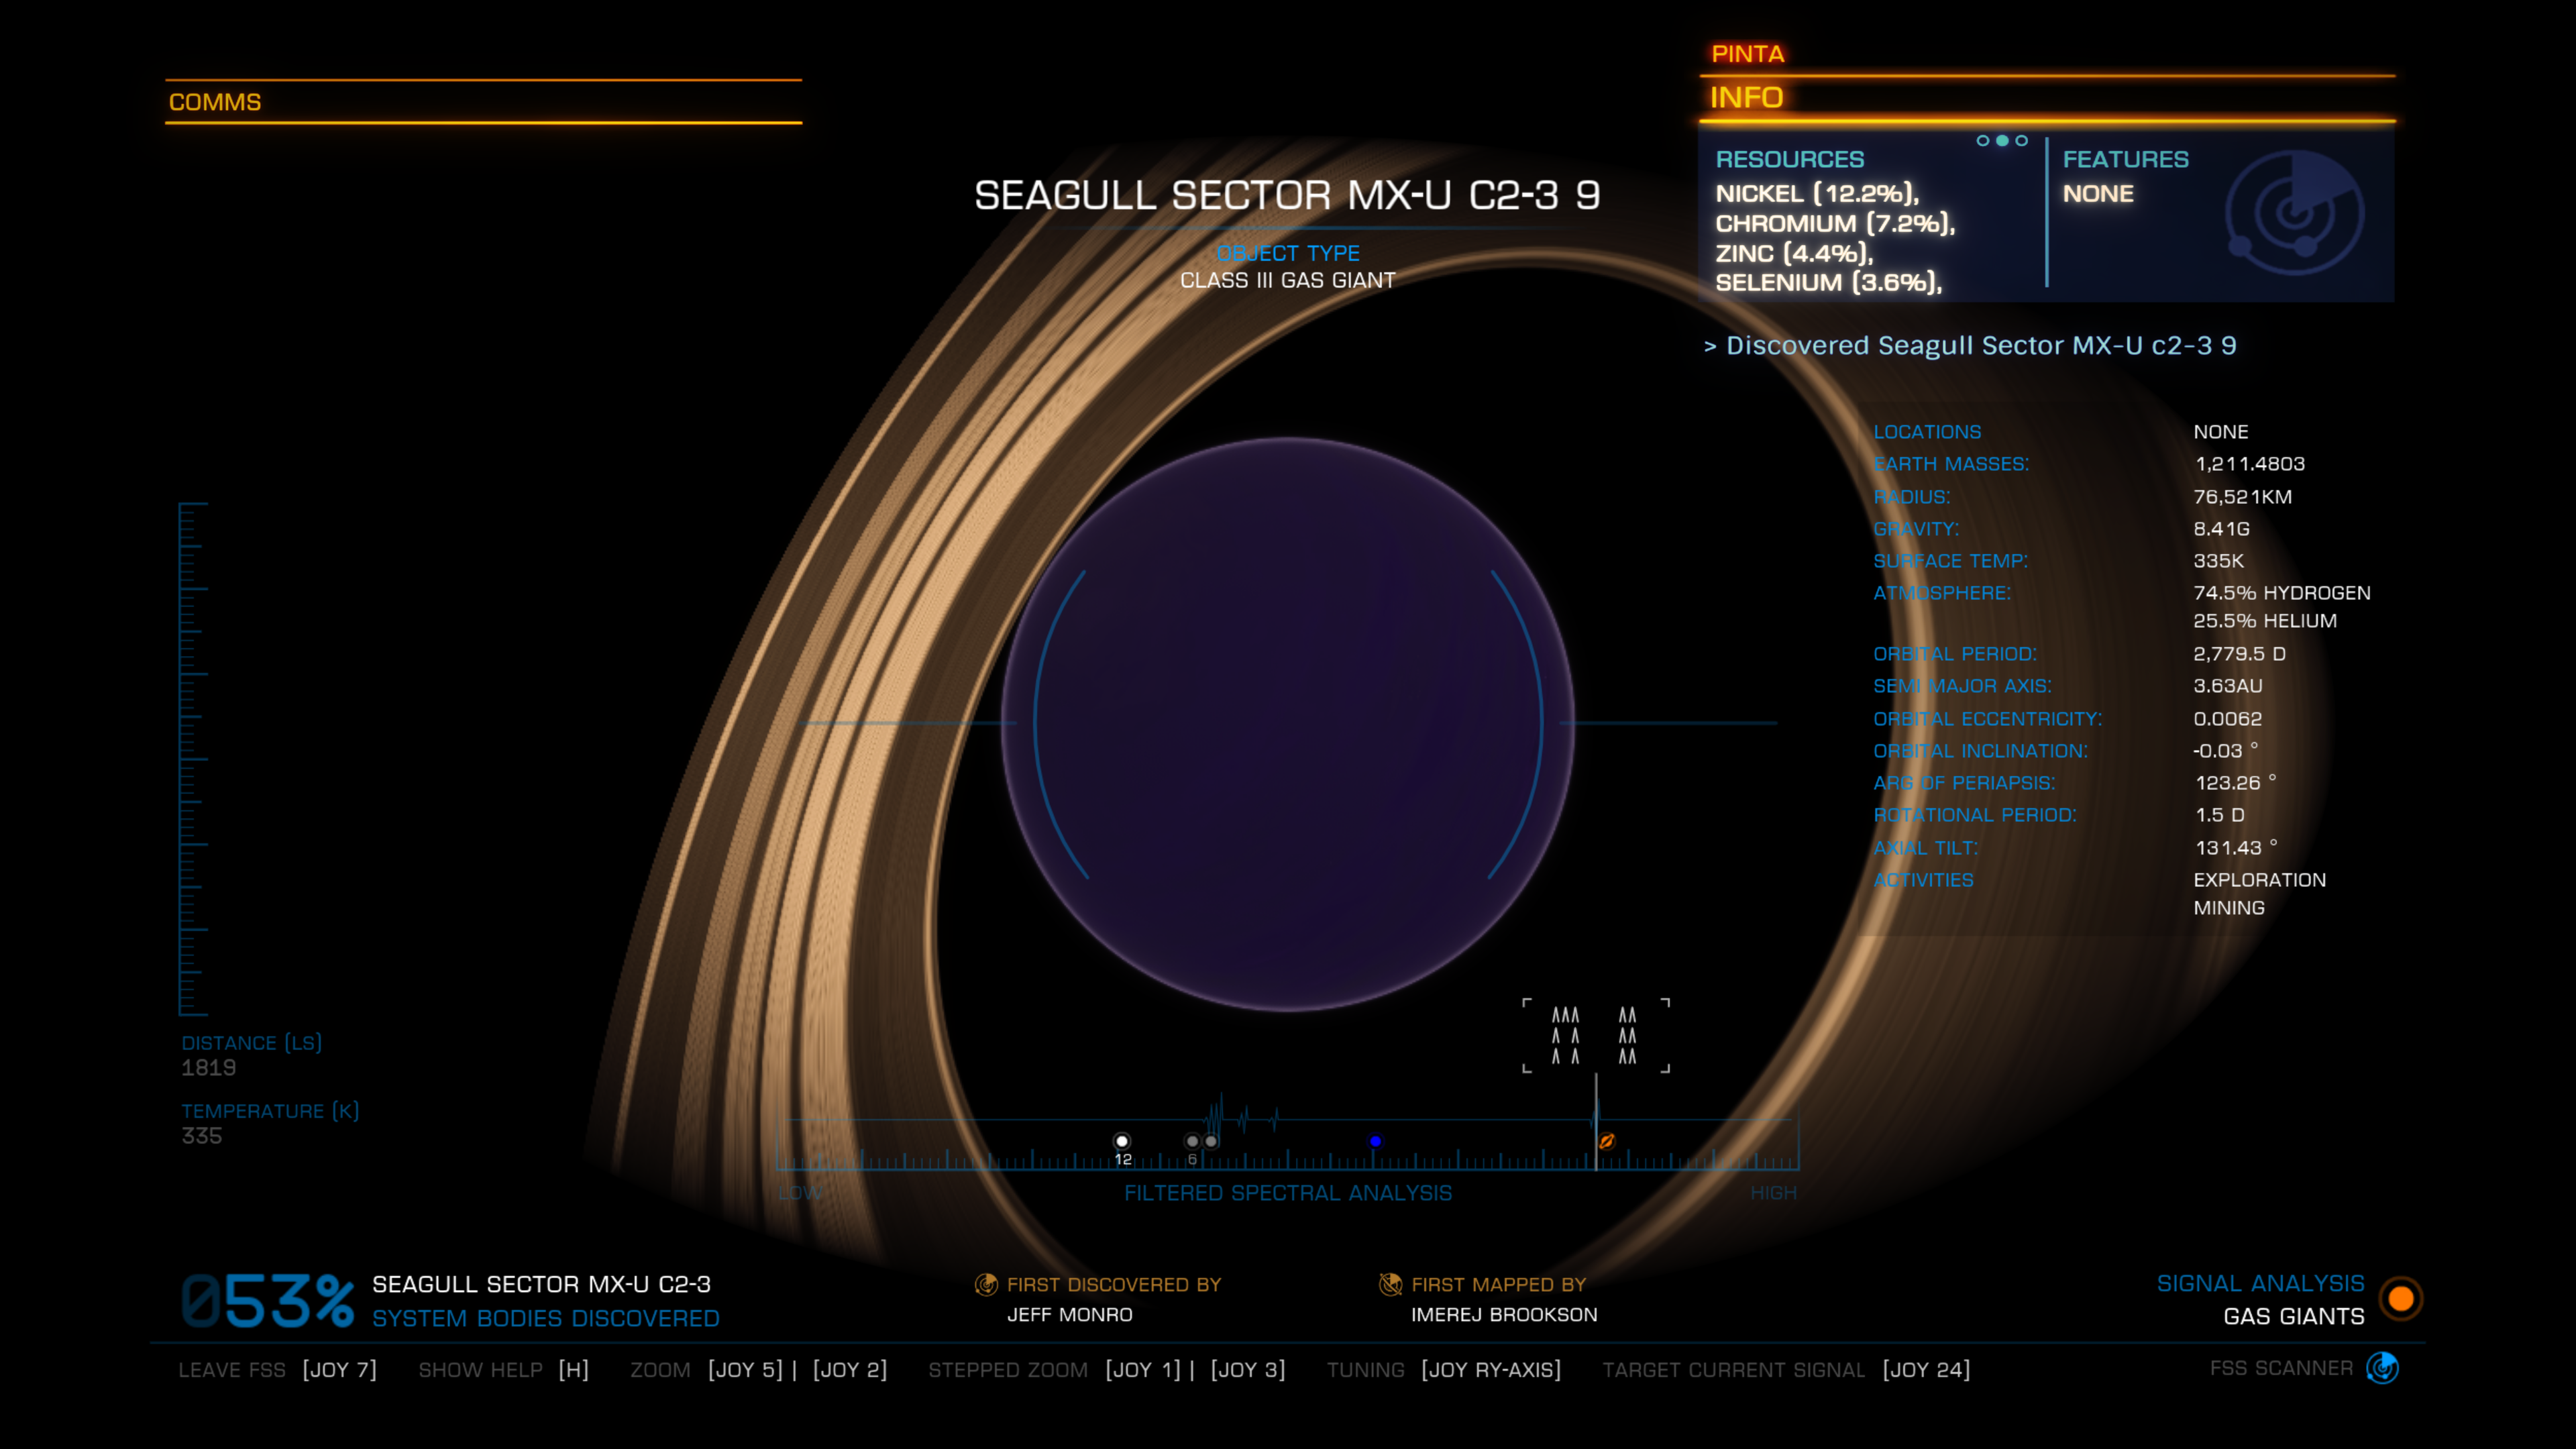 COMMS
PINTA
INFO
RESOURCES
NICKEL (12.2%),
CHROMIUM (7.2%),
ZINC (4.4%),
SELENIUM (3.6%),
FEATURES
NONE
SEAGULL SECTOR MX-U C2-3 9
OBJECT TYPE
CLASS III GAS GIANT
> Discovered Seagull Sector MX-U c2-3 9
LOCATIONS NONE
EARTH MASSES: 1,211.4803
RADIUS: 76,521KM
GRAVITY: 8.41G
SURFACE TEMP: 335K
ATMOSPHERE: 74.5% HYDROGEN
25.5% HELIUM
ORBITAL PERIOD: 2,779.5 D
SEMI MAJOR AXIS: 3.63AU
ORBITAL ECCENTRICITY: 0.0062
ORBITAL INCLINATION: -0.03 °
ARG OF PERIAPSIS: 123.26 °
ROTATIONAL PERIOD: 1.5 D
AXIAL TILT: 131.43 °
ACTIVITIES EXPLORATION
MINING
DISTANCE (LS)
1819
TEMPERATURE (K)
335
12 6
LOW FILTERED SPECTRAL ANALYSIS HIGH
053% SEAGULL SECTOR MX-U C2-3
SYSTEM BODIES DISCOVERED
FIRST DISCOVERED BY
JEFF MONRO
FIRST MAPPED BY
IMEREJ BROOKSON
SIGNAL ANALYSIS
GAS GIANTS
LEAVE FSS [JOY 7] SHOW HELP [H] ZOOM [JOY 5] | [JOY 2] STEPPED ZOOM [JOY 1] | [JOY 3] TUNING [JOY RY-AXIS] TARGET CURRENT SIGNAL [JOY 24] FSS SCANNER